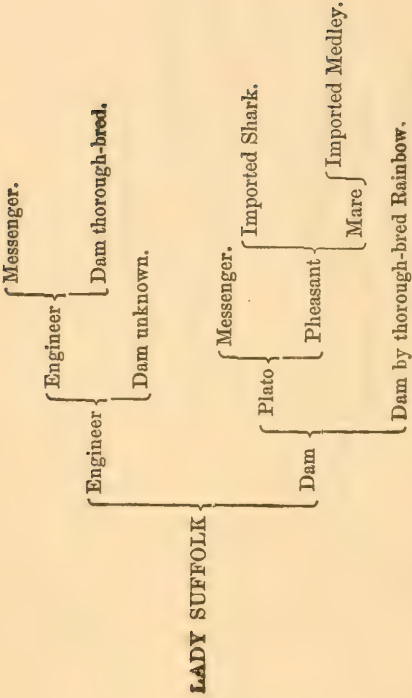 Messenger.
Engineer
Dam thorough-bred.
Engineer
Dam unknown.
LADY SUFFOLK
Messenger.
Plato
Imported Shark.
Pheasant
Mare
Imported Medley.
Dam
Dam by thorough-bred Rainbow.